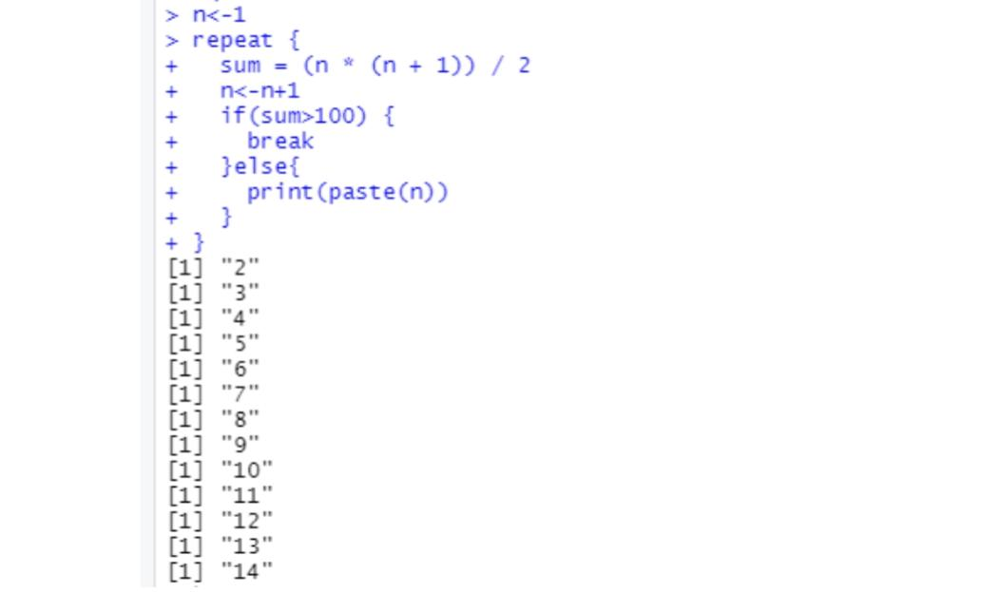 > n<-1
> repeat {
+   sum = (n * (n + 1)) / 2
+   n<-n+1
+   if(sum>100) {
+     break
+   }else{
+     print(paste(n))
+   }
+ }
[1] "2"
[1] "3"
[1] "4"
[1] "5"
[1] "6"
[1] "7"
[1] "8"
[1] "9"
[1] "10"
[1] "11"
[1] "12"
[1] "13"
[1] "14"